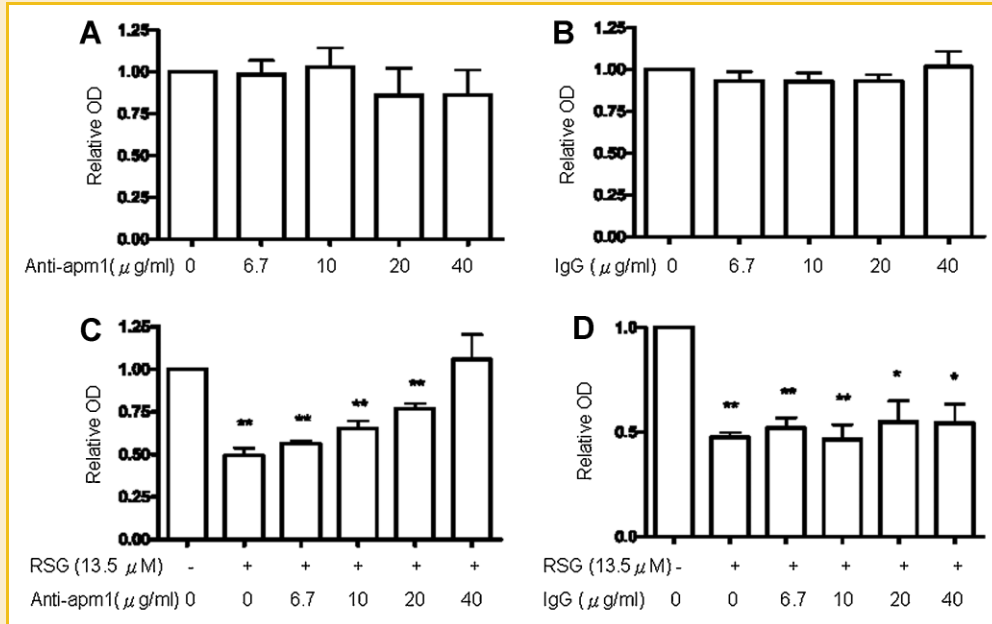 A
1.25
1.00
0.75
0.50
0.25
0.00
Relative OD
Anti-apm1(μg/ml) 0 6.7 10 20 40
B
1.25
1.00
0.75
0.50
0.25
0.00
Relative OD
IgG (μg/ml) 0 6.7 10 20 40
C
1.25
1.00
0.75
0.50
0.25
0.00
Relative OD
** ** ** **
RSG (13.5 μM) - + + + + +
Anti-apm1(μg/ml) 0 0 6.7 10 20 40
D
1.0
0.5
0.0
Relative OD
** ** ** * *
RSG (13.5μM) - + + + + +
IgG (μg/ml) 0 0 6.7 10 20 40